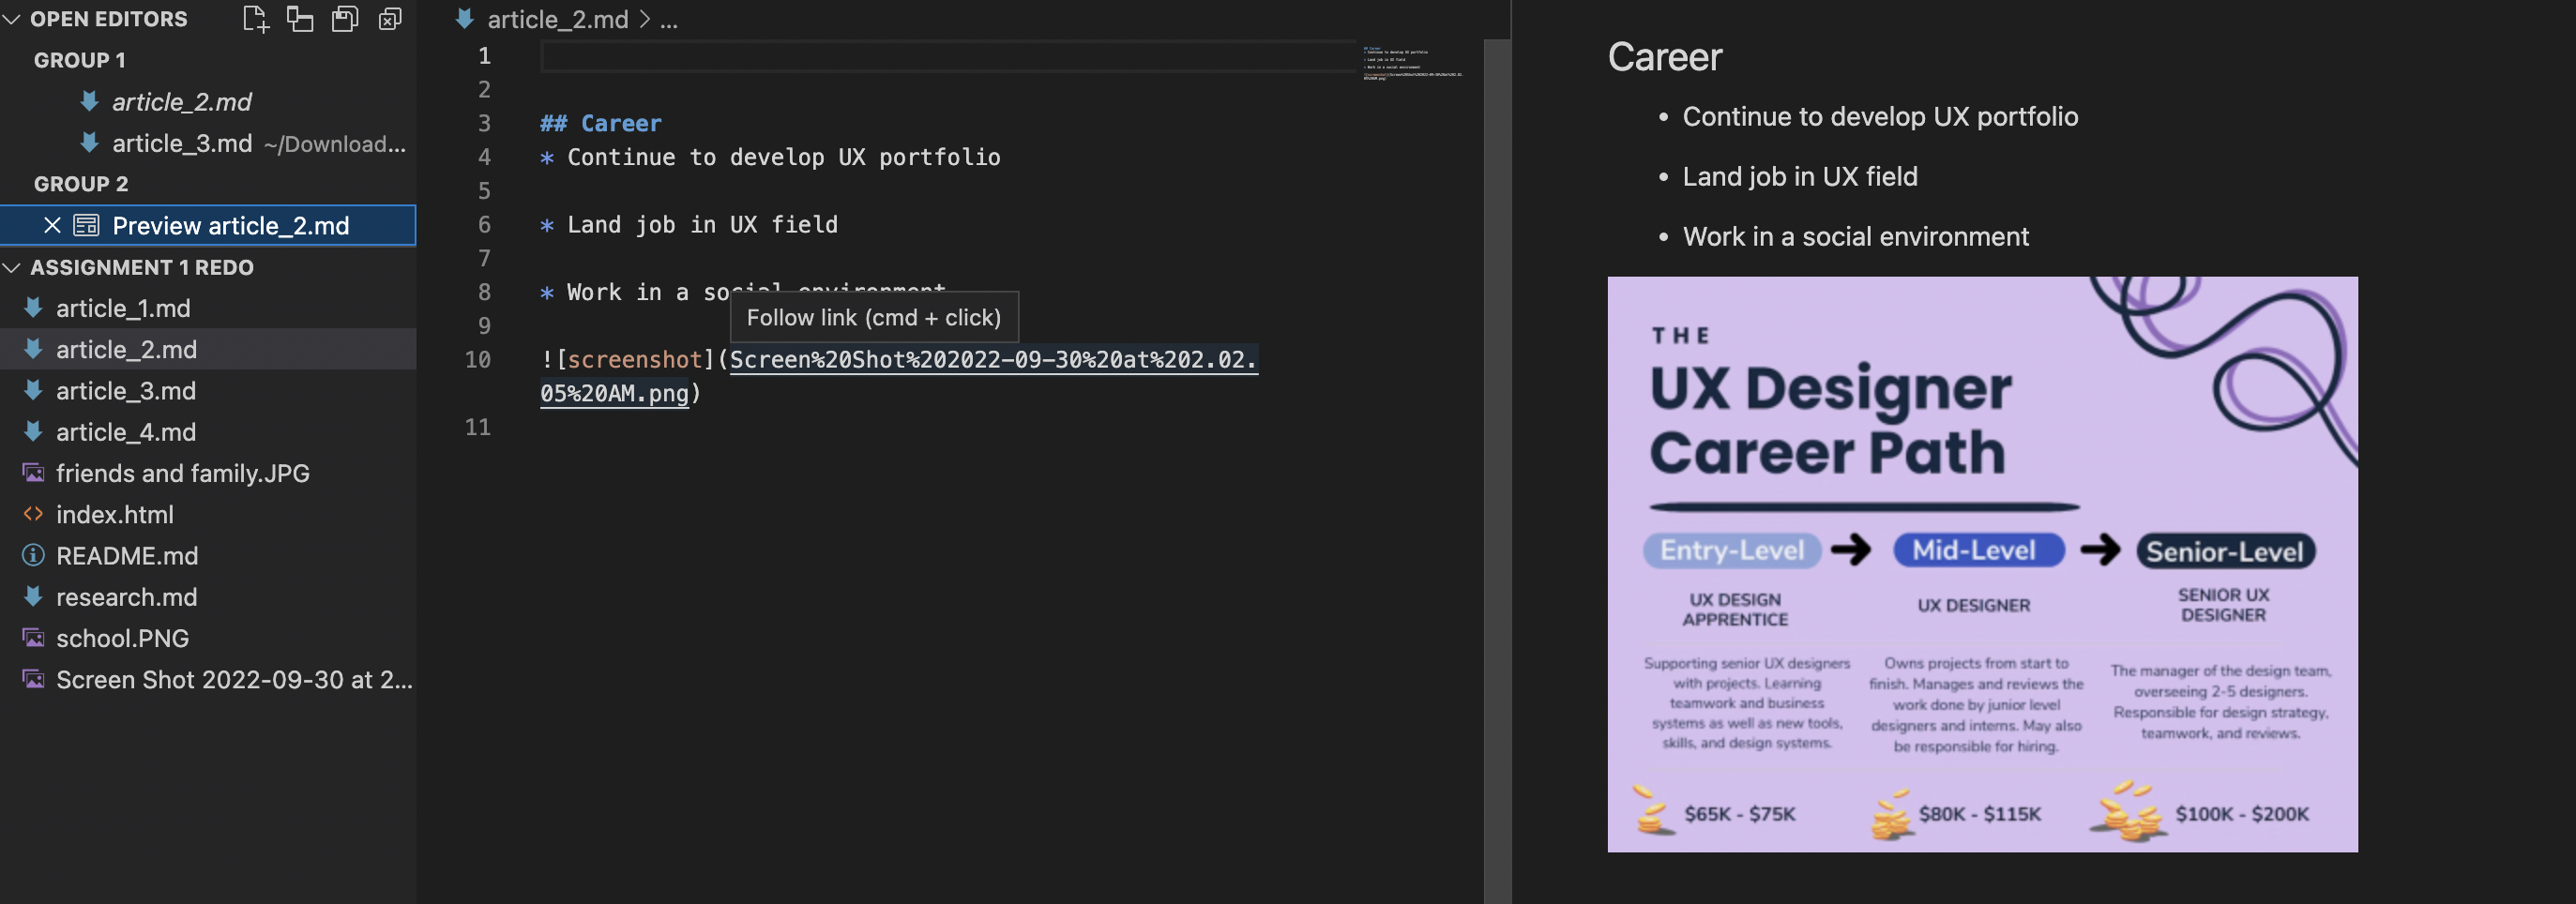 OPEN EDITORS
GROUP 1
article_2.md
article_3.md ~/Download...
GROUP 2
Preview article_2.md
ASSIGNMENT 1 REDO
article_1.md
article_2.md
article_3.md
article_4.md
friends and family.JPG
index.html
README.md
research.md
school.PNG
Screen Shot 2022-09-30 at 2...
article_2.md > ...
1
2
3 ## Career
4 * Continue to develop UX portfolio
5
6 * Land job in UX field
7
8 * Work in a social environment
Follow link (cmd + click)
9
10 ![screenshot](Screen%20Shot%202022-09-30%20at%202.02.
05%20AM.png)
11
Career
• Continue to develop UX portfolio
• Land job in UX field
• Work in a social environment
THE
UX Designer
Career Path
Entry-Level
Mid-Level
Senior-Level
UX DESIGN
APPRENTICE
UX DESIGNER
SENIOR UX
DESIGNER
Supporting senior UX designers
with projects. Learning
teamwork and business
systems as well as new tools,
skills, and design systems.
Owns projects from start to
finish. Manages and reviews the
work done by junior level
designers and interns. May also
be responsible for hiring.
The manager of the design team,
overseeing 2-5 designers.
Responsible for design strategy,
teamwork, and reviews.
$65K - $75K
$80K - $115K
$100K - $200K